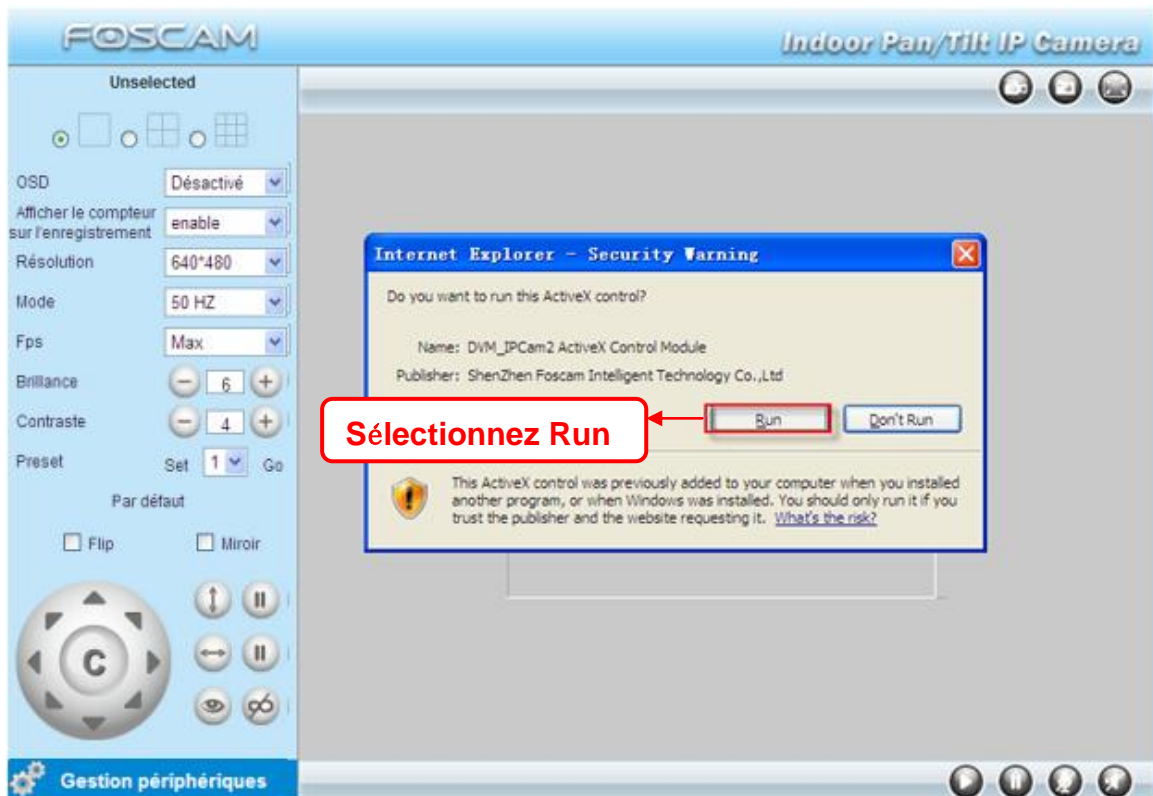 FOSCAM
Indoor Pan/Tilt IP Camera
Unselected
OSD Désactivé
Afficher le compteur sur l'enregistrement enable
Résolution 640*480
Mode 50 HZ
Fps Max
Brillance 6
Contraste 4
Preset Set 1 Go
Par défaut
Flip Miroir
C
Gestion périphériques
Internet Explorer - Security Warning
Do you want to run this ActiveX control?
Name: DVM_IPCam2 ActiveX Control Module
Publisher: ShenZhen Foscam Intelligent Technology Co.,Ltd
Sélectionnez Run
Run Don't Run
This ActiveX control was previously added to your computer when you installed
another program, or when Windows was installed. You should only run it if you
trust the publisher and the website requesting it. What's the risk?